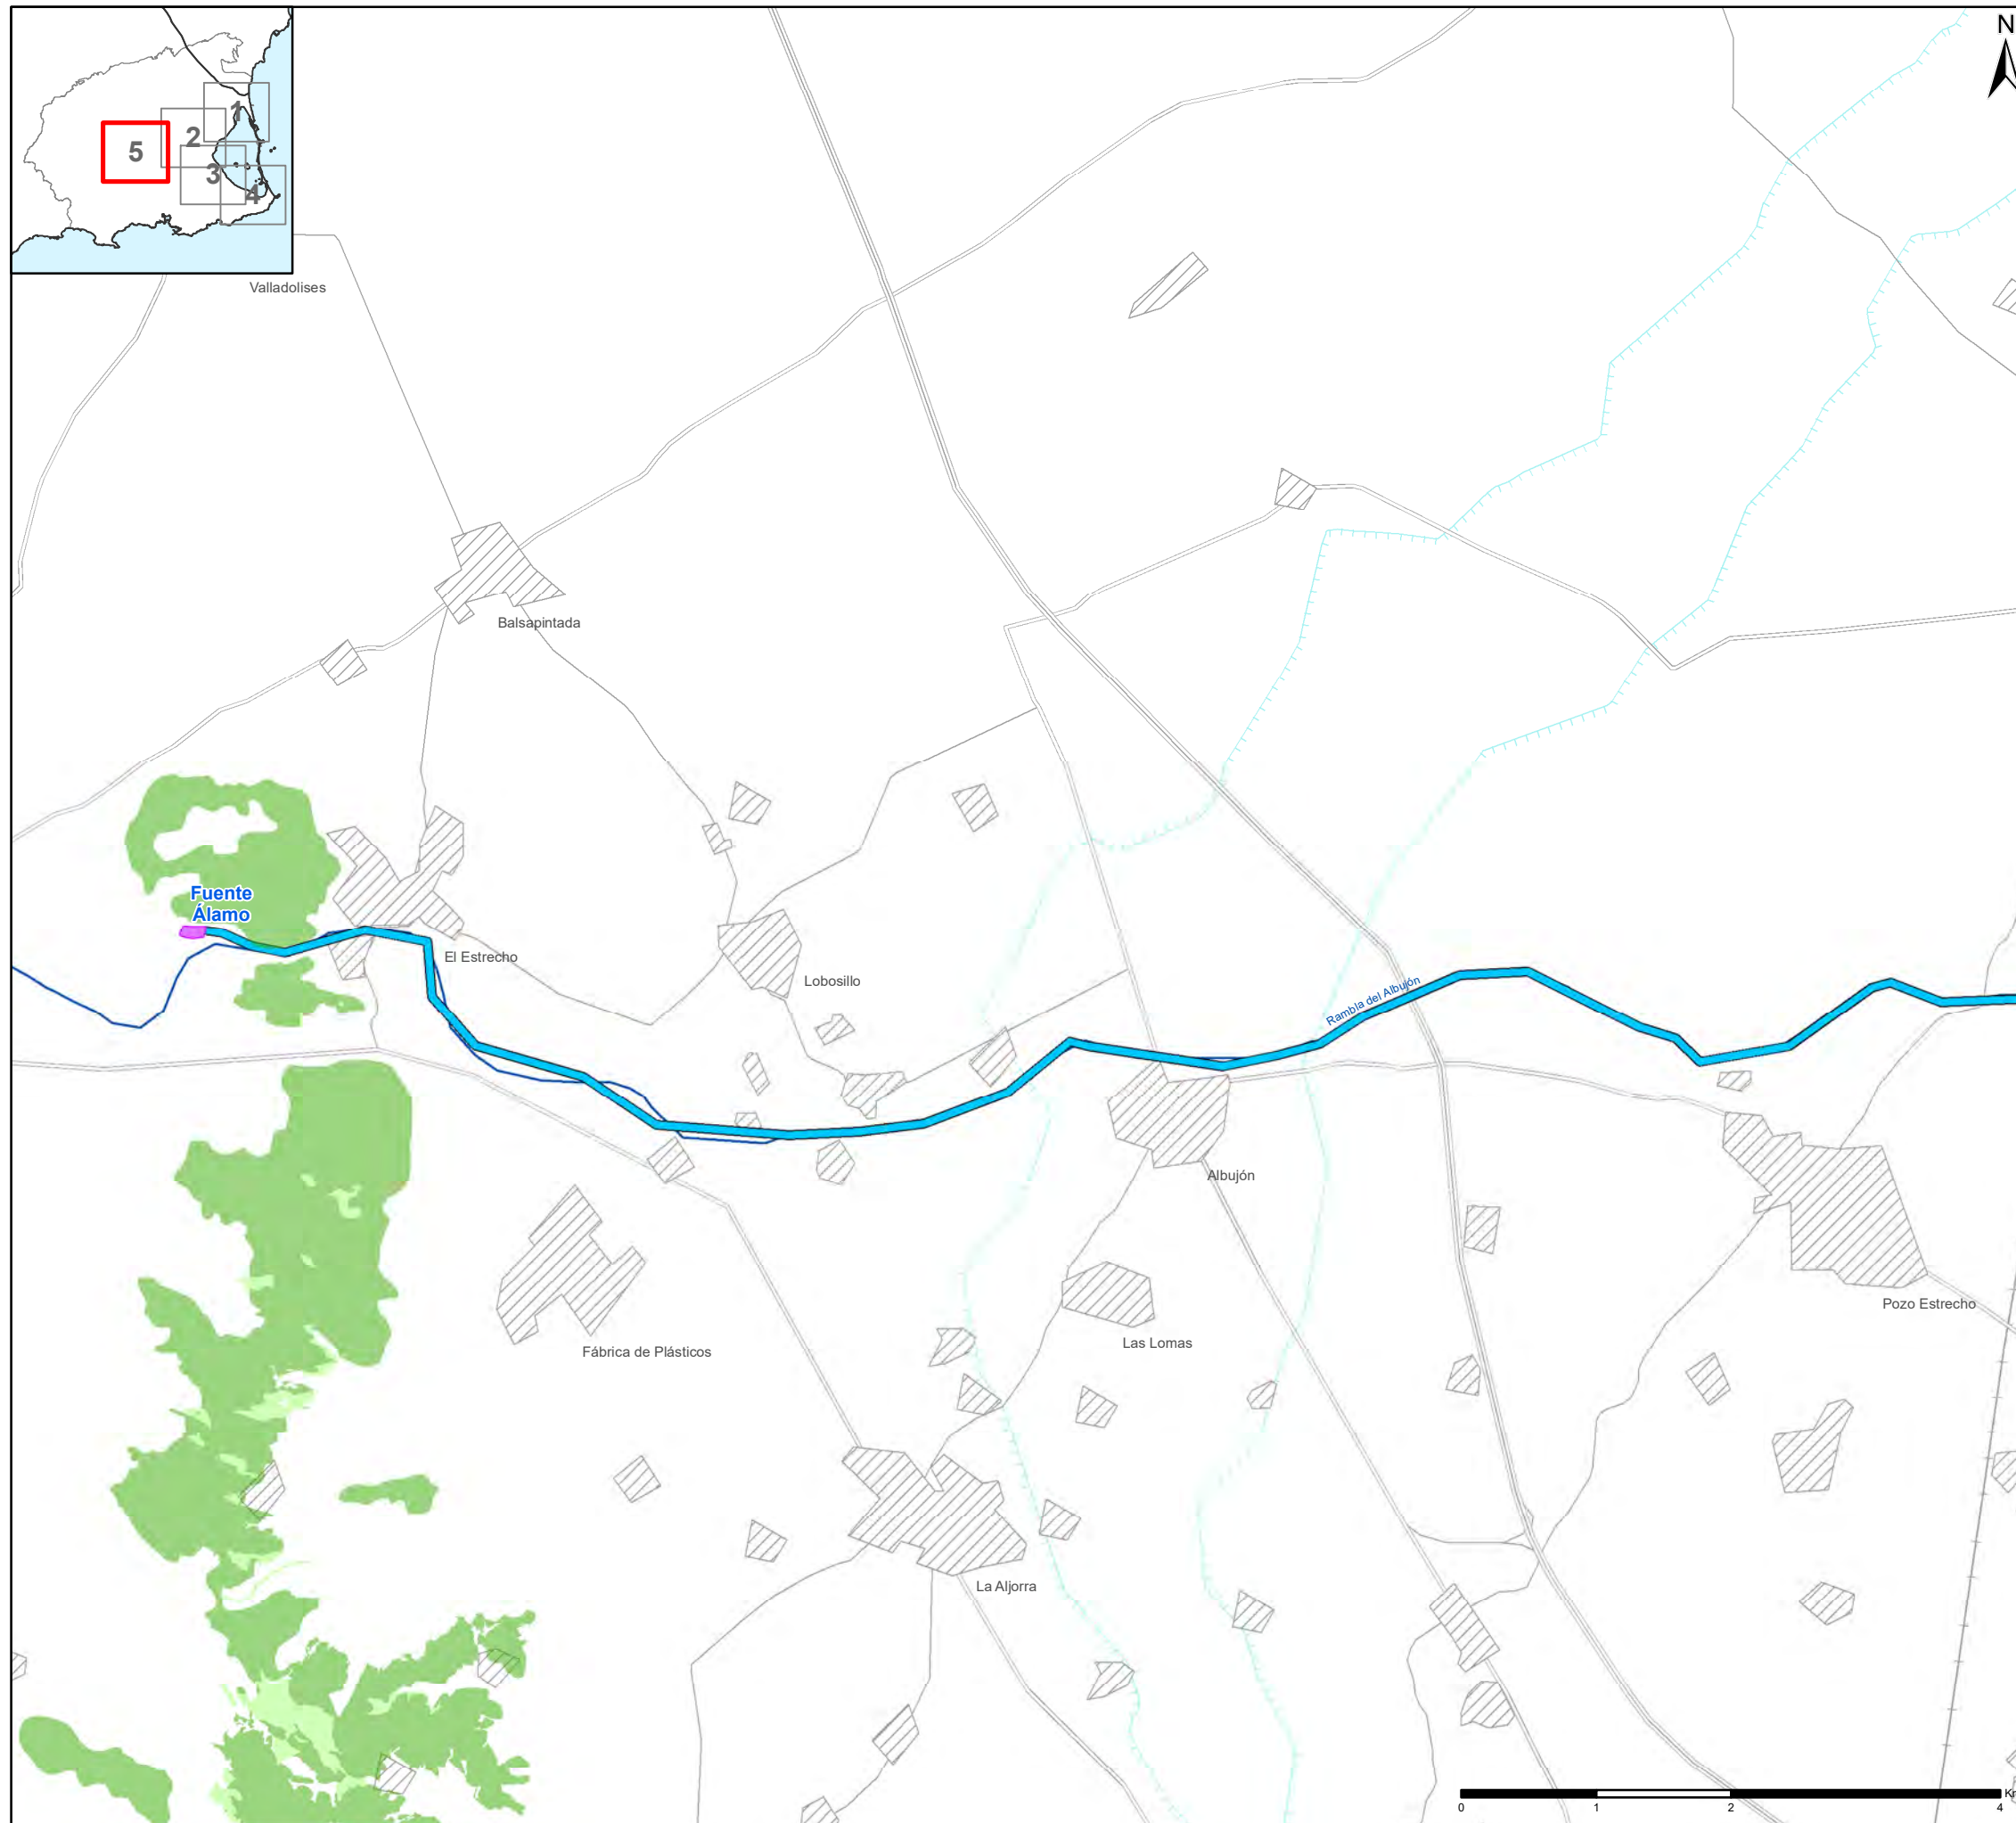 N
1
2
5
3
4
Valladolises
Balsapintada
Fuente
Álamo
El Estrecho
Lobosillo
Rambla del Albujón
Albujón
Pozo Estrecho
Las Lomas
Fábrica de Plásticos
La Aljorra
0 1 2 4